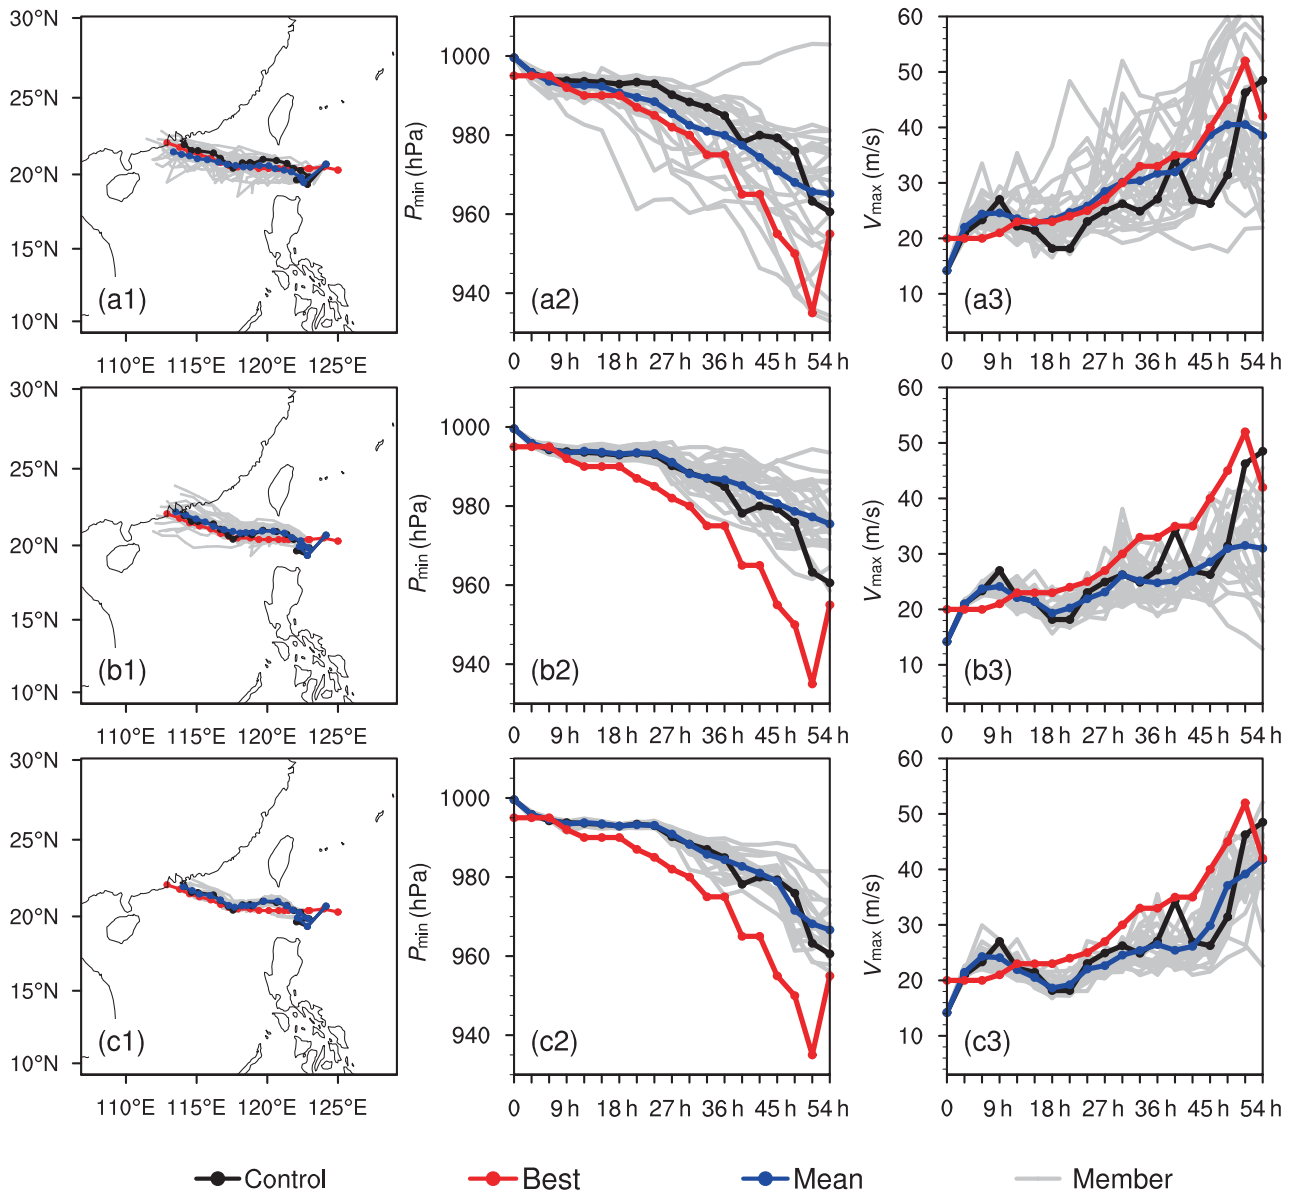 30°N
25°N
20°N
15°N
10°N
(a1)
110°E 115°E 120°E 125°E
Pmin (hPa)
1000
980
960
940
(a2)
0 9 h 18 h 27 h 36 h 45 h 54 h
Vmax (m/s)
60
50
40
30
20
10
(a3)
0 9 h 18 h 27 h 36 h 45 h 54 h
30°N
25°N
20°N
15°N
10°N
(b1)
110°E 115°E 120°E 125°E
Pmin (hPa)
1000
980
960
940
(b2)
0 9 h 18 h 27 h 36 h 45 h 54 h
Vmax (m/s)
60
50
40
30
20
10
(b3)
0 9 h 18 h 27 h 36 h 45 h 54 h
30°N
25°N
20°N
15°N
10°N
(c1)
110°E 115°E 120°E 125°E
Pmin (hPa)
1000
980
960
940
(c2)
0 9 h 18 h 27 h 36 h 45 h 54 h
Vmax (m/s)
60
50
40
30
20
10
(c3)
0 9 h 18 h 27 h 36 h 45 h 54 h
Control Best Mean Member